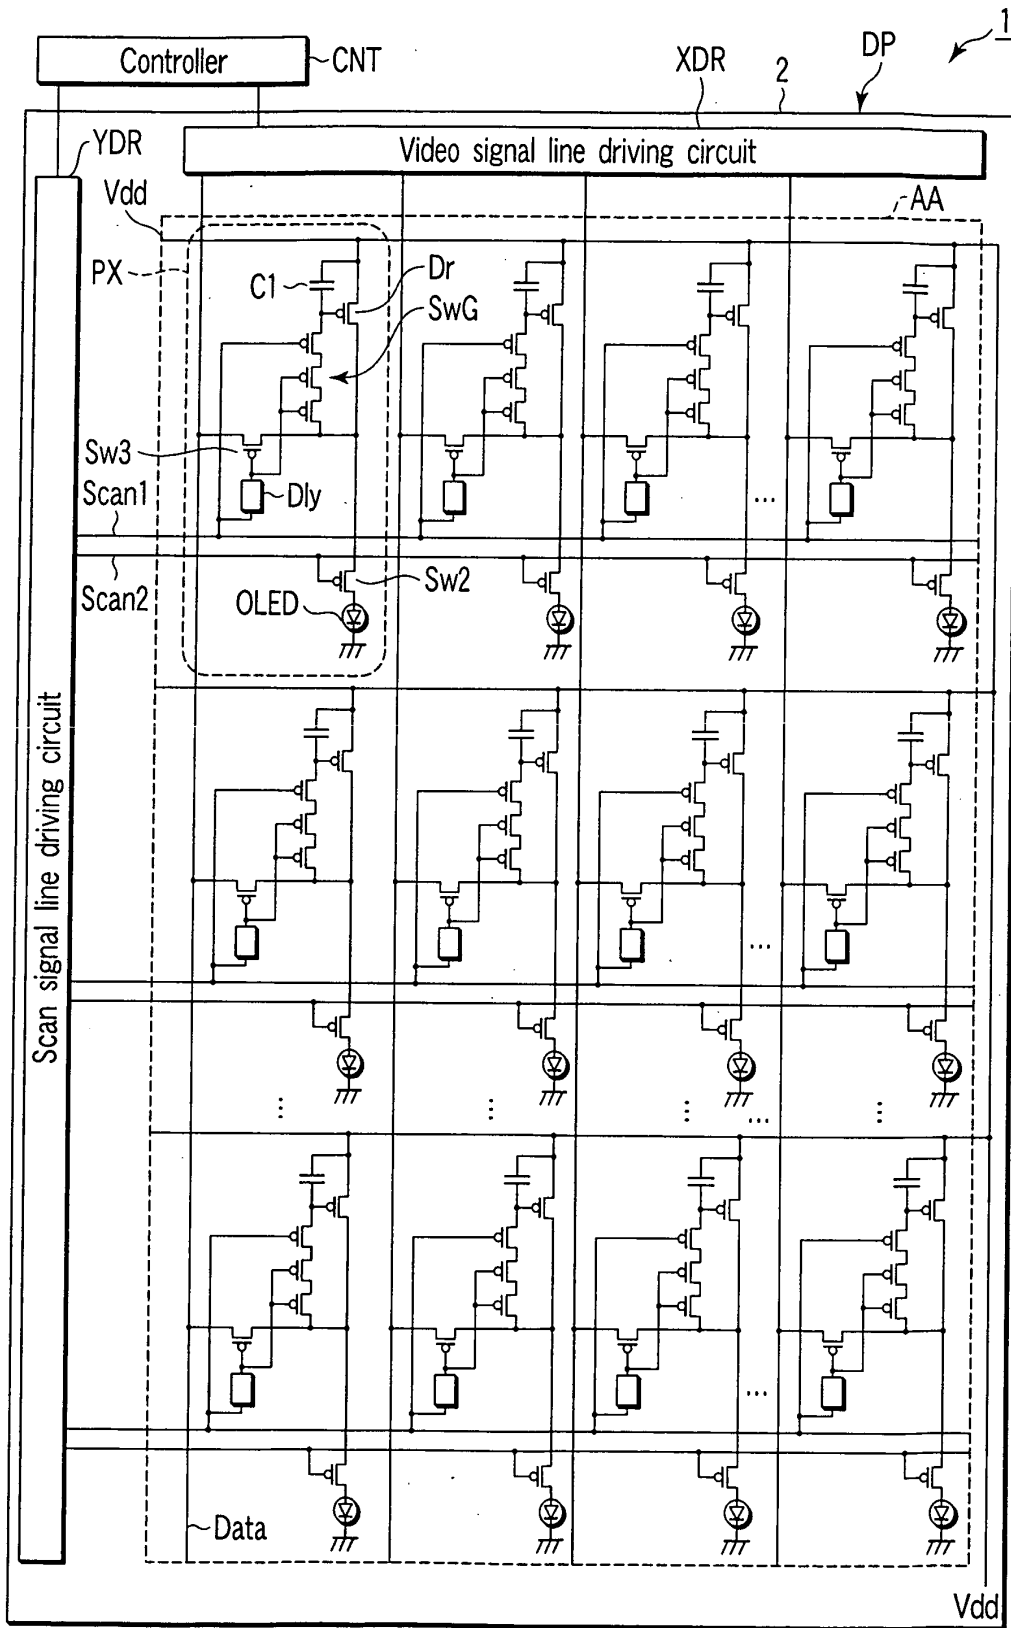 1
Controller
CNT
XDR
2
DP
YDR
Video signal line driving circuit
Vdd
AA
PX
C1
Dr
SwG
Sw3
Scan1
Dly
Scan2
OLED
Sw2
...
Scan signal line driving circuit
...
...
...
...
...
...
...
Data
Vdd